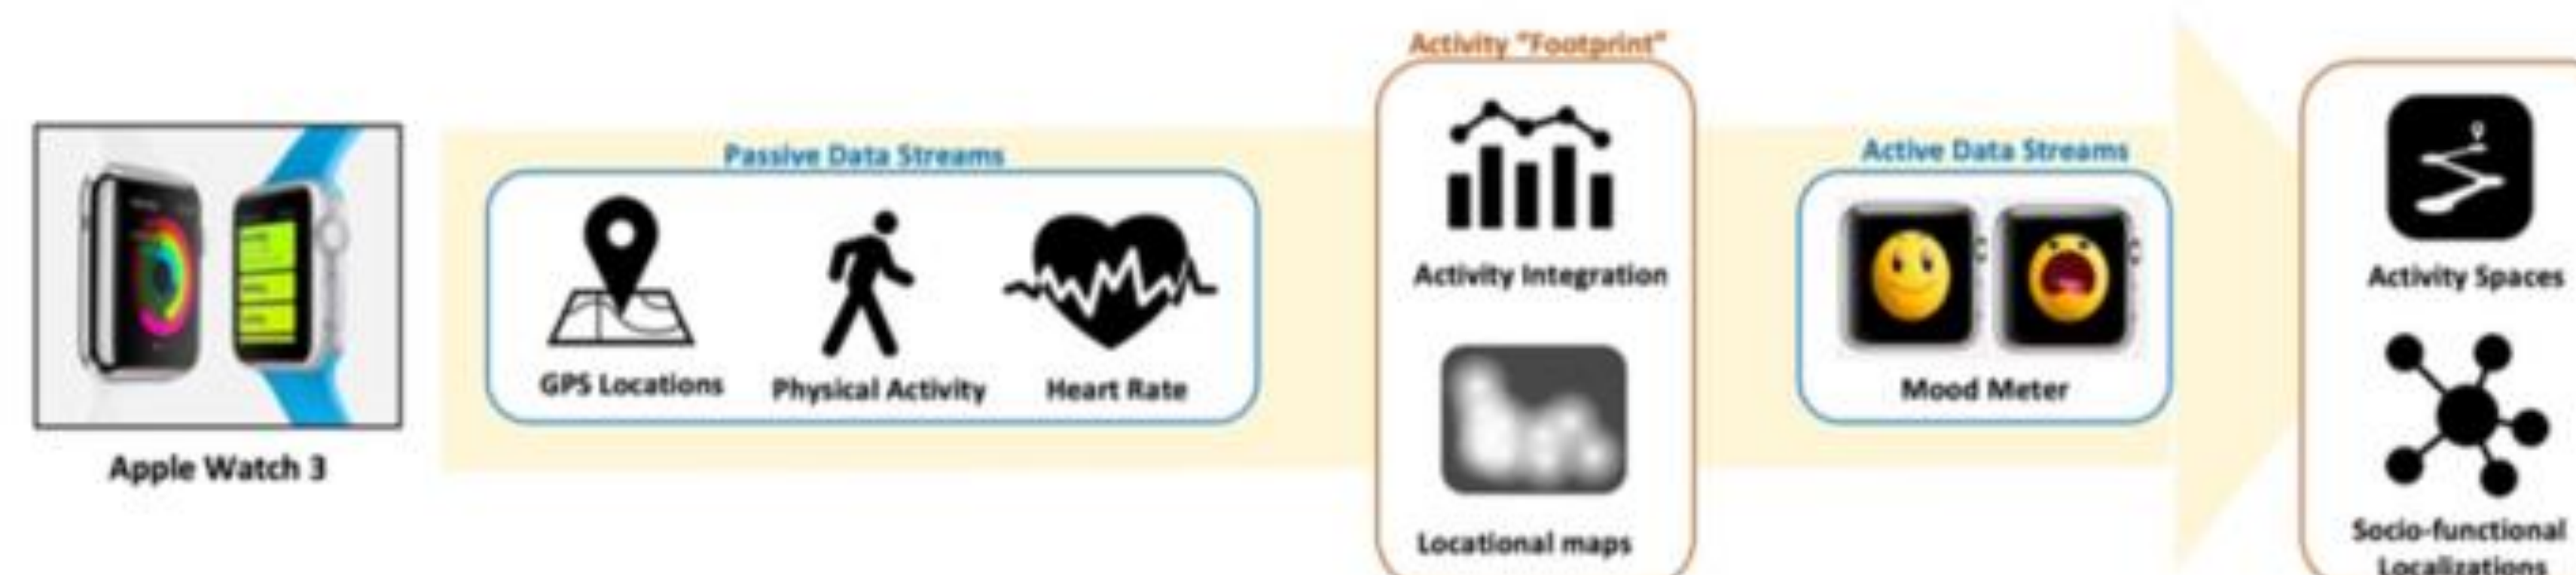 Apple Watch 3
Passive Data Streams
GPS Locations
Physical Activity
Heart Rate
Activity "Footprint"
Activity Integration
Locational maps
Active Data Streams
Mood Meter
Activity Spaces
Socio-functional
Localizations